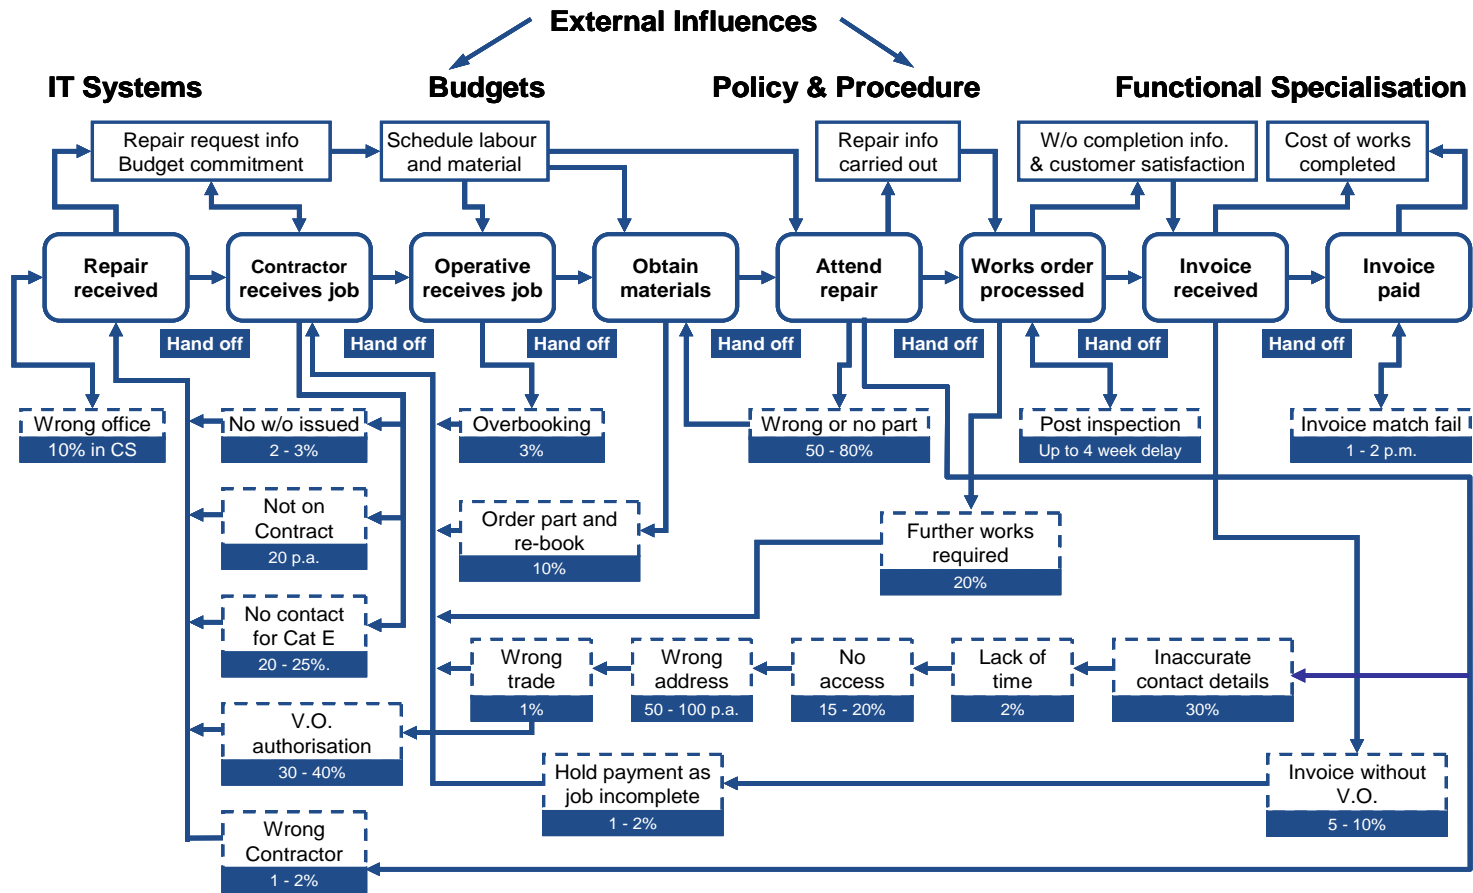 External Influences
IT Systems
Budgets
Policy & Procedure
Functional Specialisation
Repair request info
Budget commitment
Schedule labour
and material
Repair info
carried out
W/o completion info.
& customer satisfaction
Cost of works
completed
Repair
received
Contractor
receives job
Operative
receives job
Obtain
materials
Attend
repair
Works order
processed
Invoice
received
Invoice
paid
Hand off
Hand off
Hand off
Hand off
Hand off
Hand off
Hand off
Wrong office
10% in CS
No w/o issued
2 - 3%
Overbooking
3%
Wrong or no part
50 - 80%
Post inspection
Up to 4 week delay
Invoice match fail
1 - 2 p.m.
Not on
Contract
20 p.a.
Order part and
re-book
10%
Further works
required
20%
No contact
for Cat E
20 - 25%.
Wrong
trade
1%
Wrong
address
50 - 100 p.a.
No
access
15 - 20%
Lack of
time
2%
Inaccurate
contact details
30%
V.O.
authorisation
30 - 40%
Hold payment as
job incomplete
1 - 2%
Invoice without
V.O.
5 - 10%
Wrong
Contractor
1 - 2%